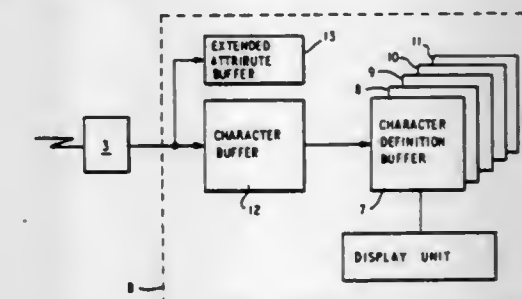 EXTENDED
ATTRIBUTE
BUFFER
13
11
10
9
8
3
CHARACTER
BUFFER
12
CHARACTER
DEFINITION
BUFFER
7
DISPLAY UNIT
B